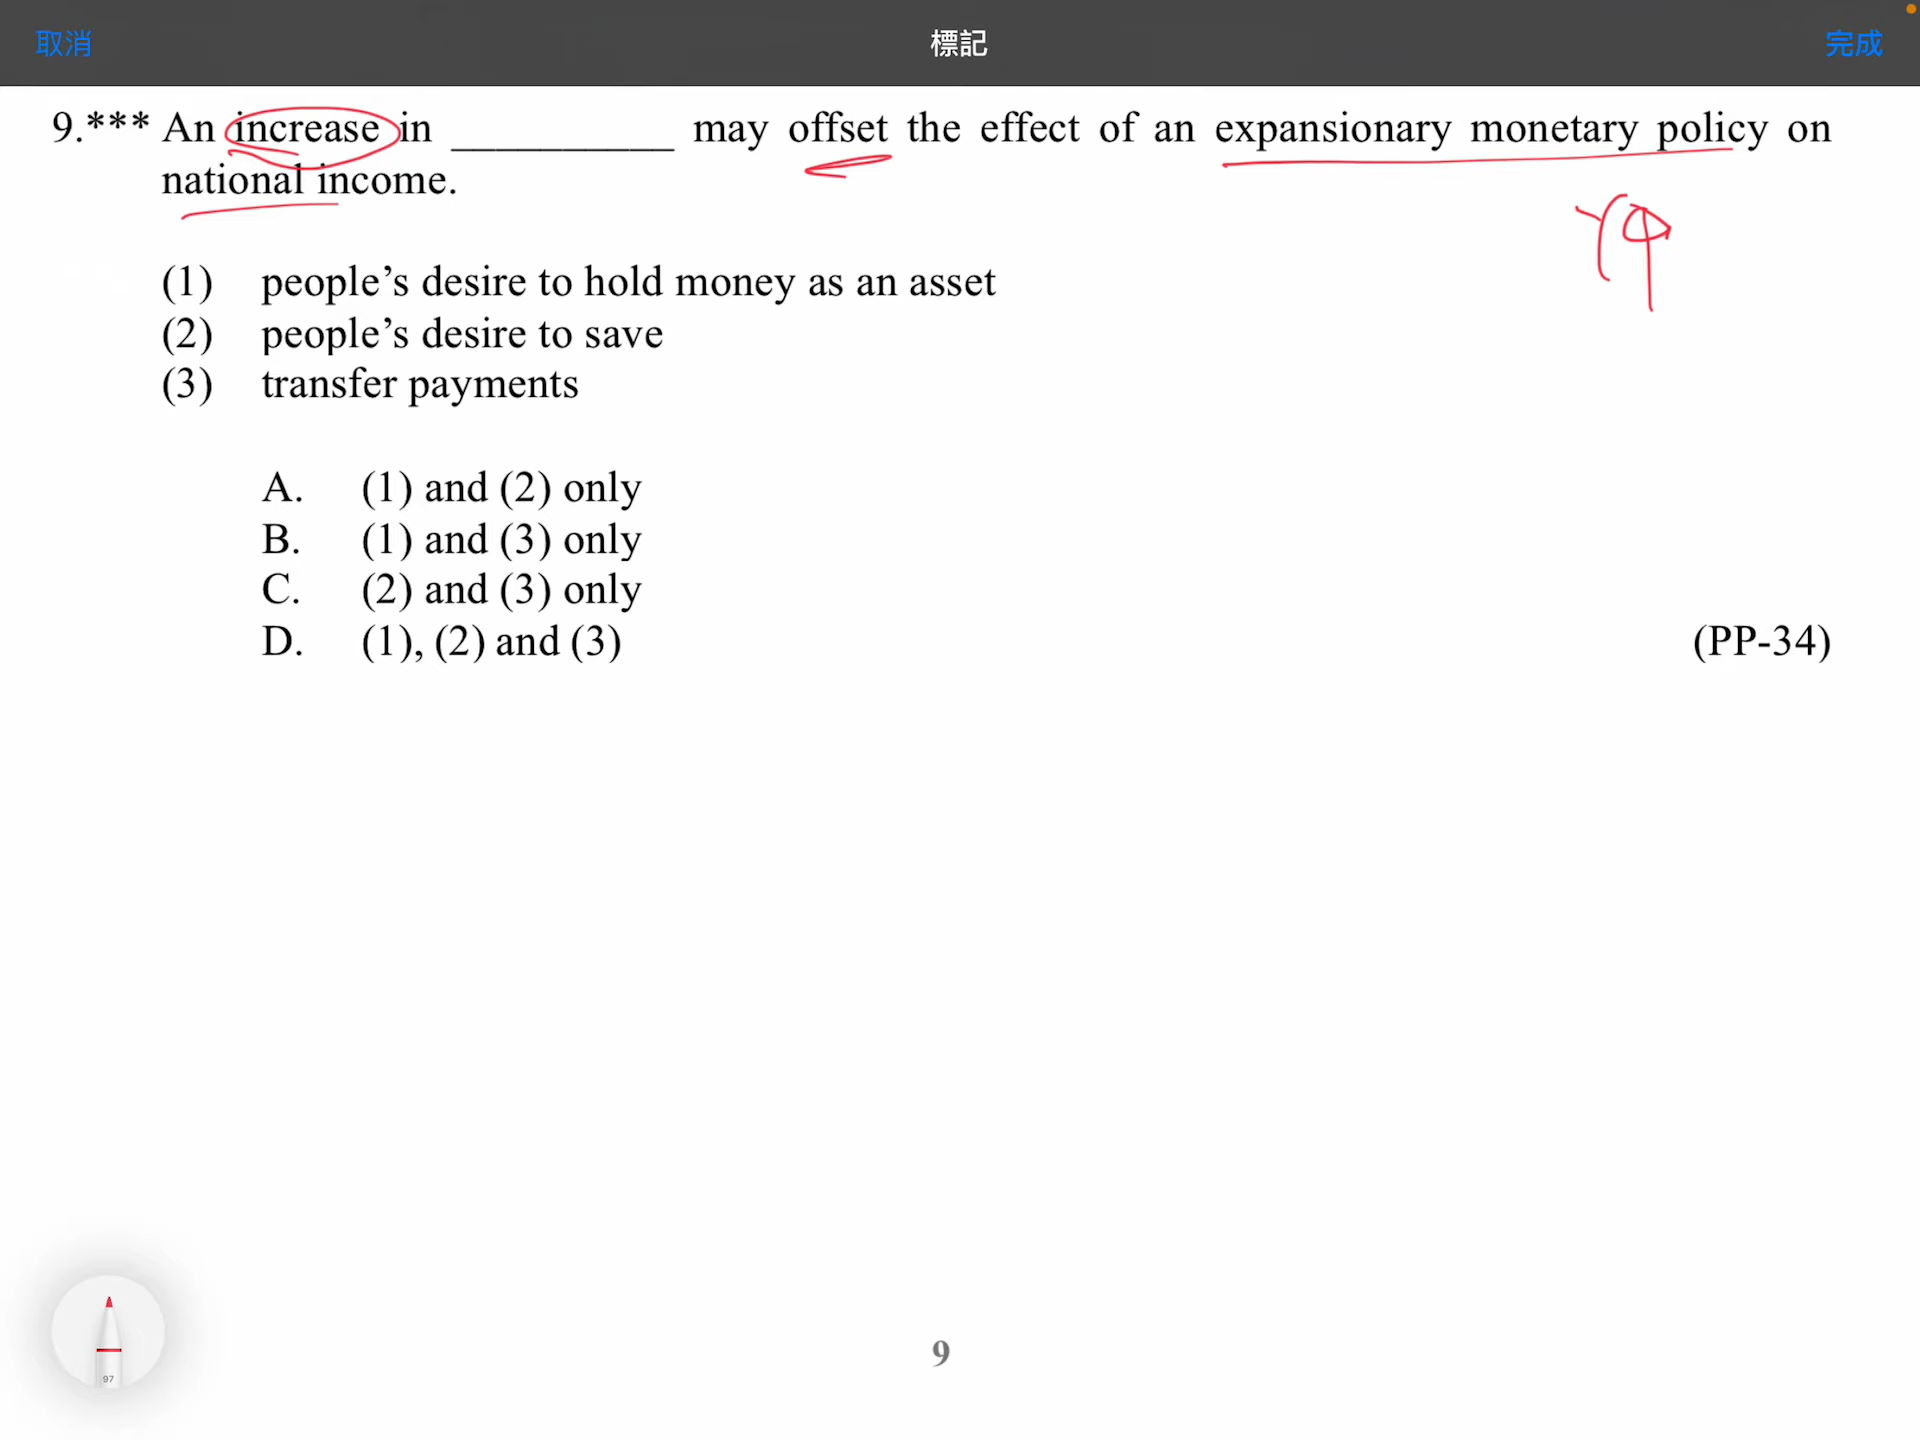 取消
標記
完成
9.*** An increase in __________ may offset the effect of an expansionary monetary policy on
national income.
Y↑
(1) people's desire to hold money as an asset
(2) people's desire to save
(3) transfer payments
A. (1) and (2) only
B. (1) and (3) only
C. (2) and (3) only
D. (1), (2) and (3)
(PP-34)
97
9